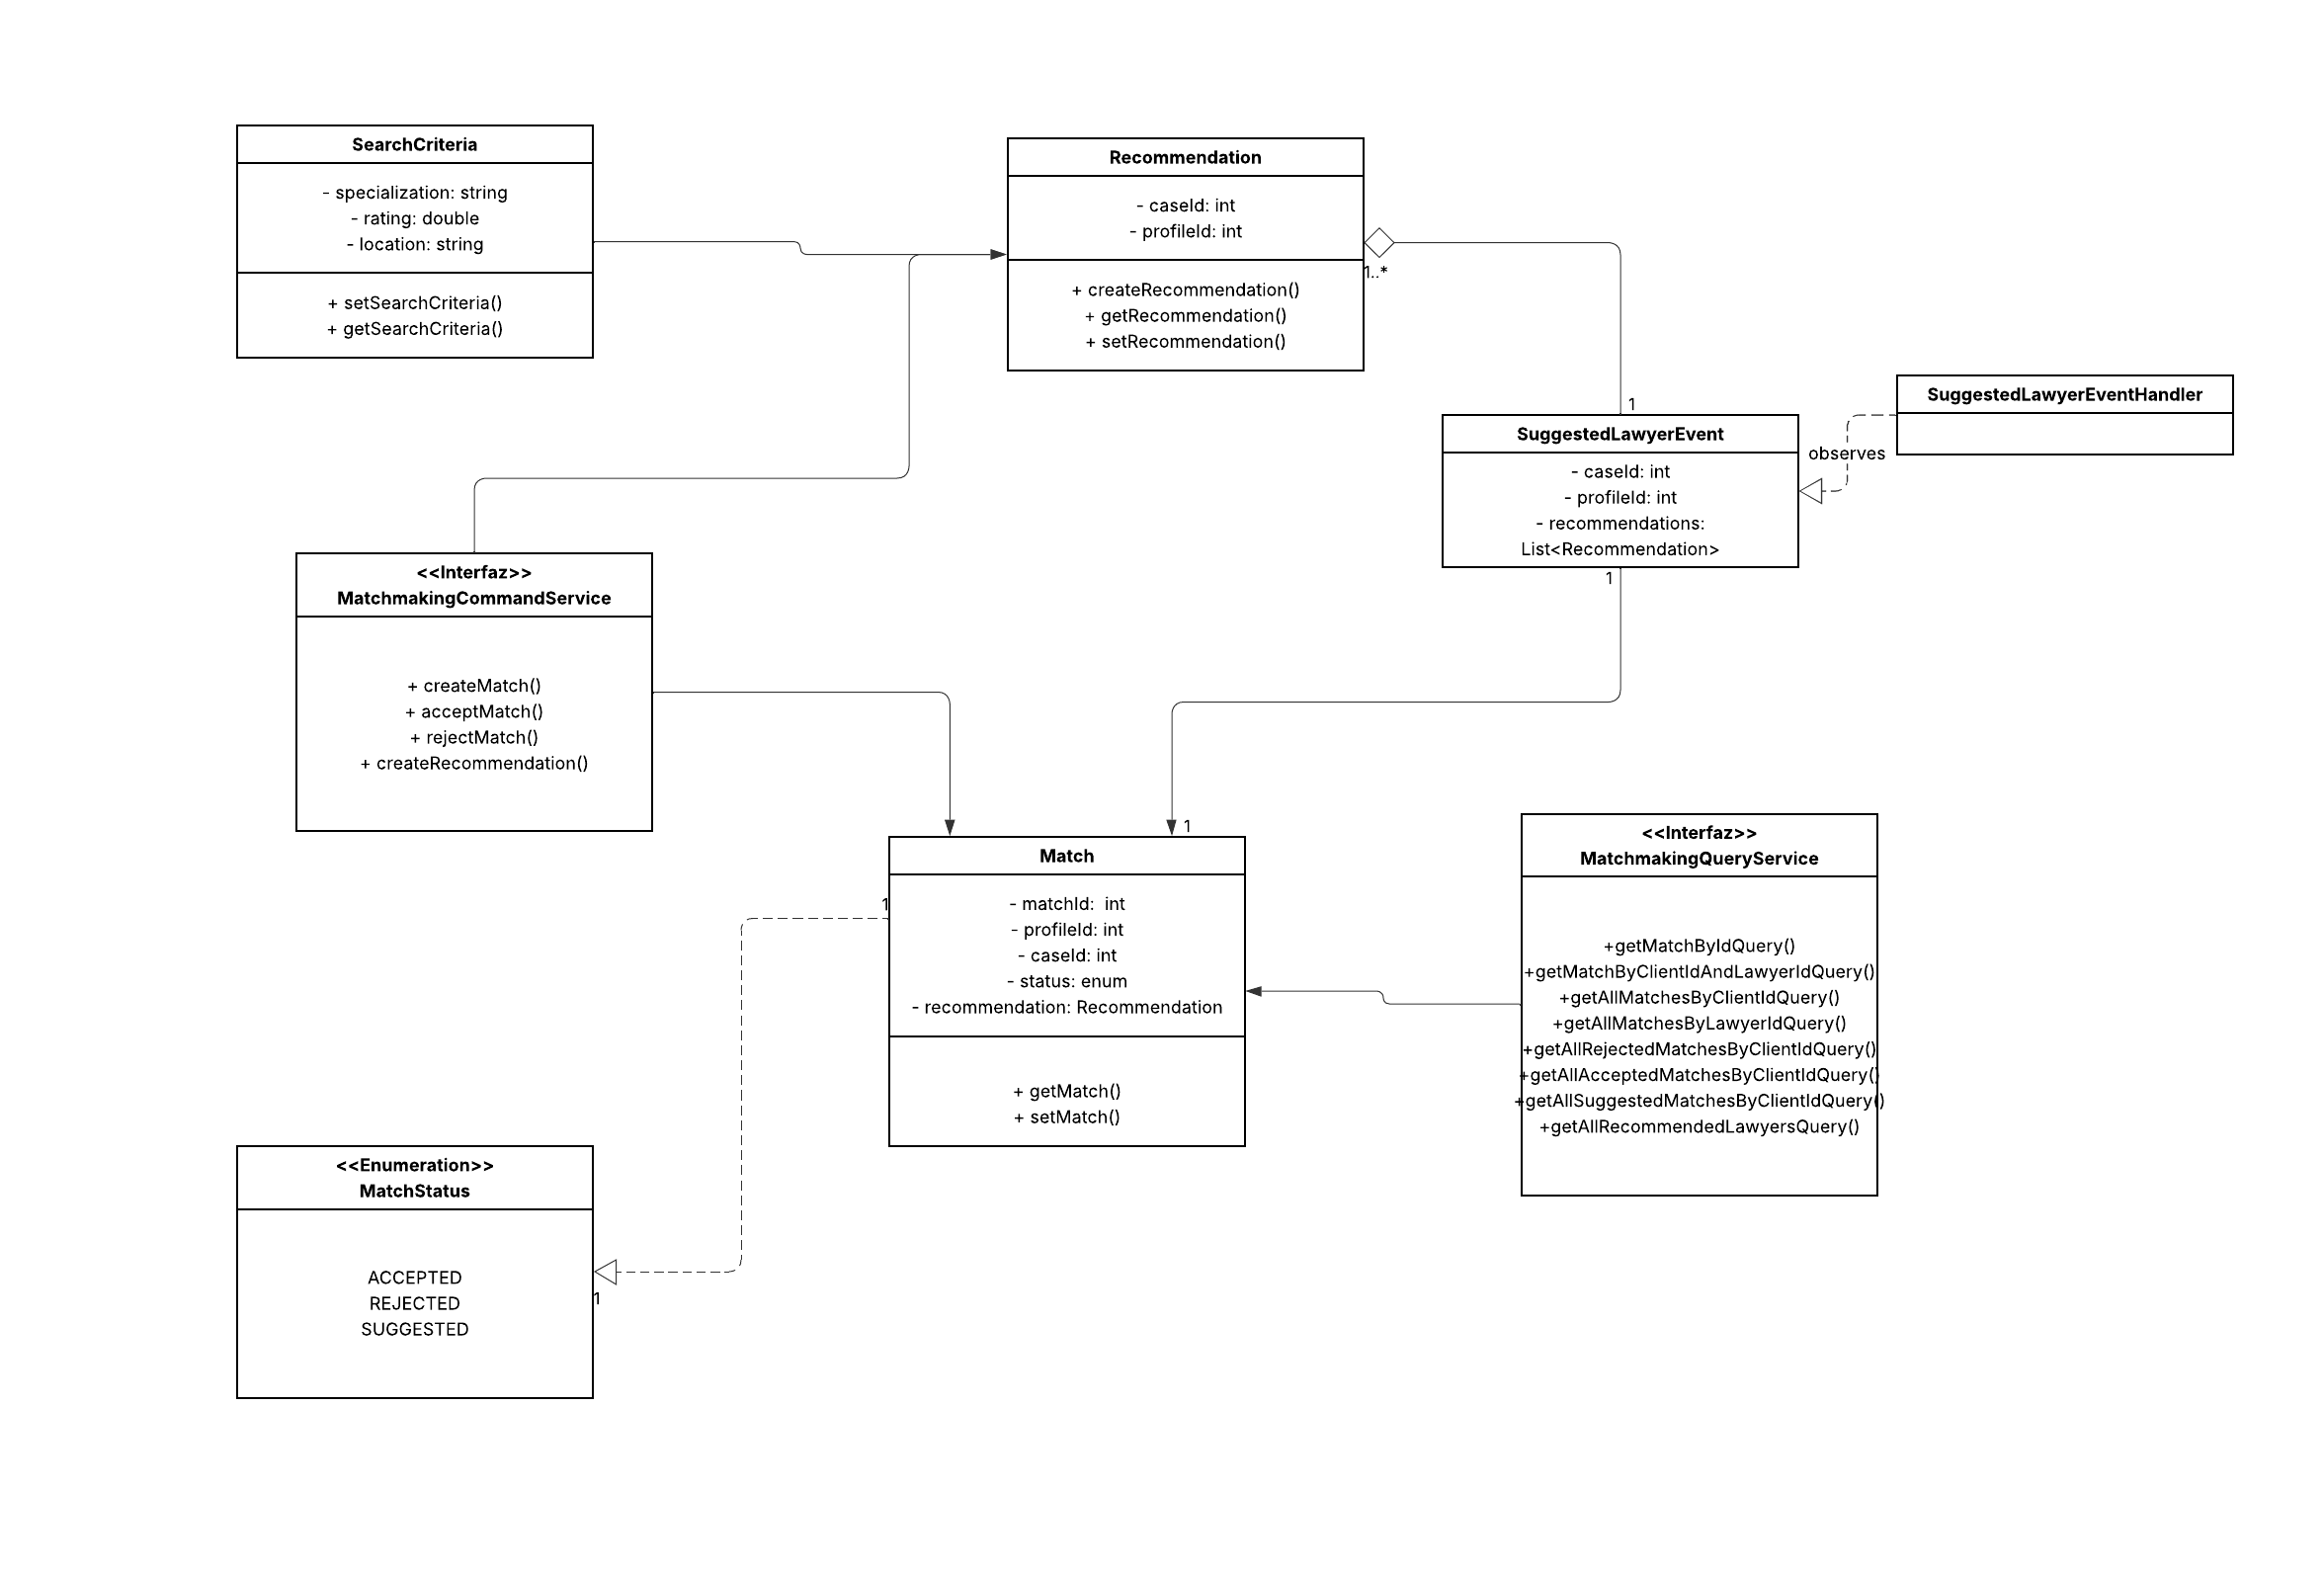 SearchCriteria
- specialization: string
- rating: double
- location: string
+ setSearchCriteria()
+ getSearchCriteria()
Recommendation
- caseId: int
- profileId: int
+ createRecommendation()
+ getRecommendation()
+ setRecommendation()
1..*
1
SuggestedLawyerEvent
- caseId: int
- profileId: int
- recommendations:
List<Recommendation>
1
observes
SuggestedLawyerEventHandler
<<Interfaz>>
MatchmakingCommandService
+ createMatch()
+ acceptMatch()
+ rejectMatch()
+ createRecommendation()
1
Match
- matchId:  int
- profileId: int
- caseId: int
- status: enum
- recommendation: Recommendation
+ getMatch()
+ setMatch()
1
<<Interfaz>>
MatchmakingQueryService
+getMatchByIdQuery()
+getMatchByClientIdAndLawyerIdQuery()
+getAllMatchesByClientIdQuery()
+getAllMatchesByLawyerIdQuery()
+getAllRejectedMatchesByClientIdQuery()
+getAllAcceptedMatchesByClientIdQuery()
+getAllSuggestedMatchesByClientIdQuery()
+getAllRecommendedLawyersQuery()
<<Enumeration>>
MatchStatus
ACCEPTED
REJECTED
SUGGESTED
1